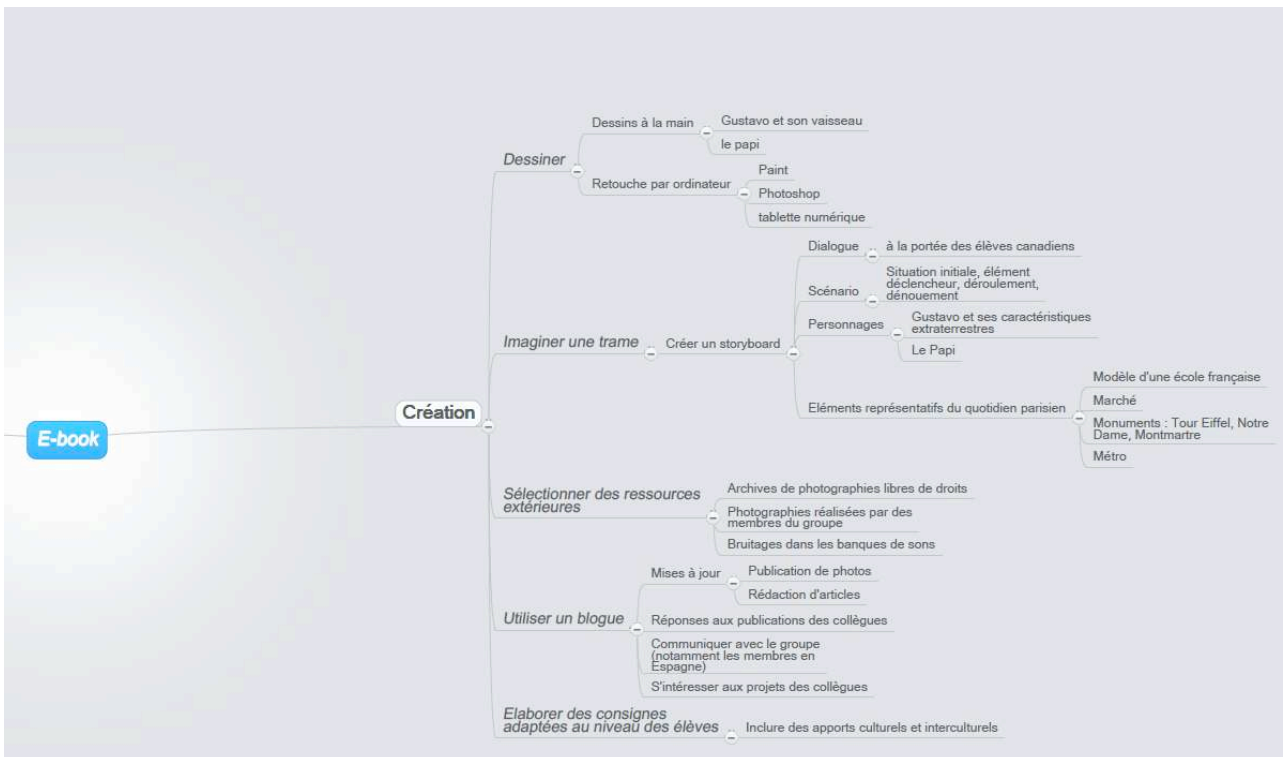 E-book
Création
Dessiner
Dessins à la main
Gustavo et son vaisseau
le papi
Retouche par ordinateur
Paint
Photoshop
tablette numérique
Imaginer une trame
Créer un storyboard
Dialogue
à la portée des élèves canadiens
Scénario
Situation initiale, élément
déclencheur, déroulement,
dénouement
Personnages
Gustavo et ses caractéristiques
extraterrestres
Le Papi
Eléments représentatifs du quotidien parisien
Modèle d'une école française
Marché
Monuments : Tour Eiffel, Notre
Dame, Montmartre
Métro
Sélectionner des ressources
extérieures
Archives de photographies libres de droits
Photographies réalisées par des
membres du groupe
Bruitages dans les banques de sons
Utiliser un blogue
Mises à jour
Publication de photos
Rédaction d'articles
Réponses aux publications des collègues
Communiquer avec le groupe
(notamment les membres en
Espagne)
S'intéresser aux projets des collègues
Elaborer des consignes
adaptées au niveau des élèves
Inclure des apports culturels et interculturels